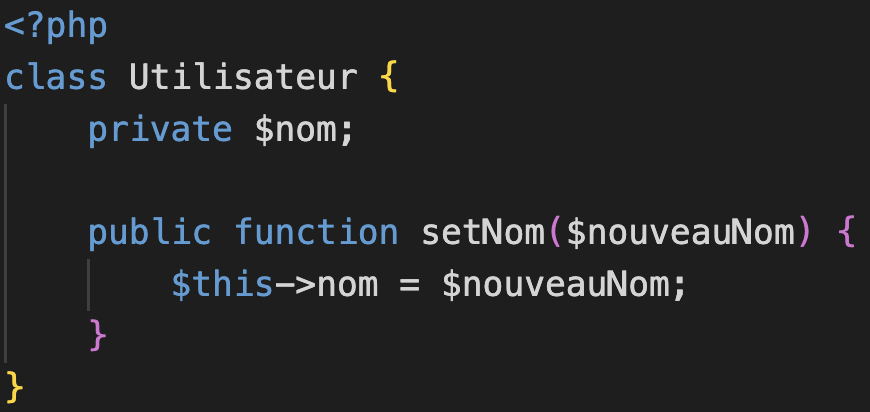 <?php
class Utilisateur {
    private $nom;

    public function setNom($nouveauNom) {
        $this->nom = $nouveauNom;
    }
}